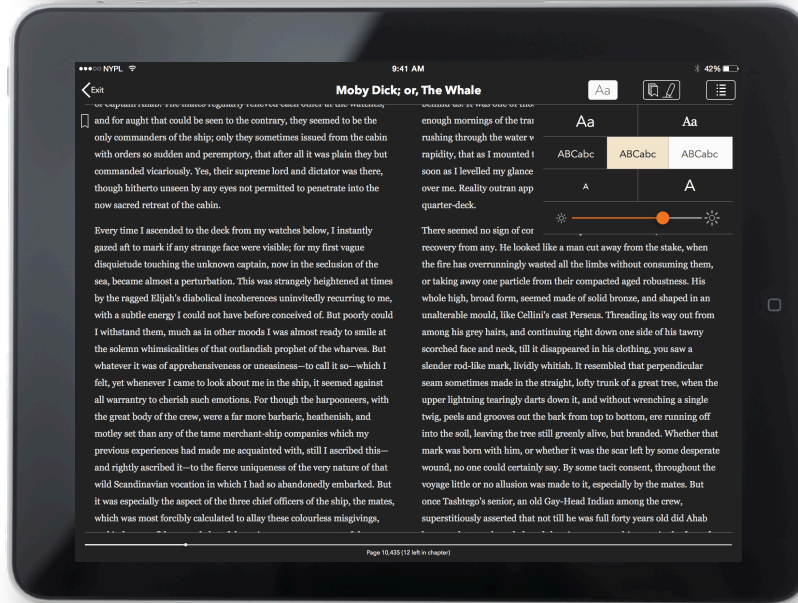 NYPL
9:41 AM
42%
Exit
Moby Dick; or, The Whale
Aa
and for aught that could be seen to the contrary, they seemed to be the
only commanders of the ship; only they sometimes issued from the cabin
with orders so sudden and peremptory, that after all it was plain they but
commanded vicariously. Yes, their supreme lord and dictator was there,
though hitherto unseen by any eyes not permitted to penetrate into the
now sacred retreat of the cabin.
Every time I ascended to the deck from my watches below, I instantly
gazed aft to mark if any strange face were visible; for my first vague
disquietude touching the unknown captain, now in the seclusion of the
sea, became almost a perturbation. This was strangely heightened at times
by the ragged Elijah's diabolical incoherences uninvitedly recurring to me,
with a subtle energy I could not have before conceived of. But poorly could
I withstand them, much as in other moods I was almost ready to smile at
the solemn whimsicalities of that outlandish prophet of the wharves. But
whatever it was of apprehensiveness or uneasiness—to call it so—which I
felt, yet whenever I came to look about me in the ship, it seemed against
all warrantry to cherish such emotions. For though the harpooneers, with
the great body of the crew, were a far more barbaric, heathenish, and
motley set than any of the tame merchant-ship companies which my
previous experiences had made me acquainted with, still I ascribed this—
and rightly ascribed it—to the fierce uniqueness of the very nature of that
wild Scandinavian vocation in which I had so abandonedly embarked. But
it was especially the aspect of the three chief officers of the ship, the mates,
which was most forcibly calculated to allay these colourless misgivings,
enough mornings of the tra
rushing through the water
rapidity, that as I mounted
soon as I levelled my glance
over me. Reality outran app
quarter-deck.
There seemed no sign of co
recovery from any. He looked like a man cut away from the stake, when
the fire has overrunningly wasted all the limbs without consuming them,
or taking away one particle from their compacted aged robustness. His
whole high, broad form, seemed made of solid bronze, and shaped in an
unalterable mould, like Cellini's cast Perseus. Threading its way out from
among his grey hairs, and continuing right down one side of his tawny
scorched face and neck, till it disappeared in his clothing, you saw a
slender rod-like mark, lividly whitish. It resembled that perpendicular
seam sometimes made in the straight, lofty trunk of a great tree, when the
upper lightning tearingly darts down it, and without wrenching a single
twig, peels and grooves out the bark from top to bottom, ere running off
into the soil, leaving the tree still greenly alive, but branded. Whether that
mark was born with him, or whether it was the scar left by some desperate
wound, no one could certainly say. By some tacit consent, throughout the
voyage little or no allusion was made to it, especially by the mates. But
once Tashtego's senior, an old Gay-Head Indian among the crew,
superstitiously asserted that not till he was full forty years old did Ahab
Aa Aa
ABCabc ABCabc ABCabc
A A
Page 10,435 (12 left in chapter)